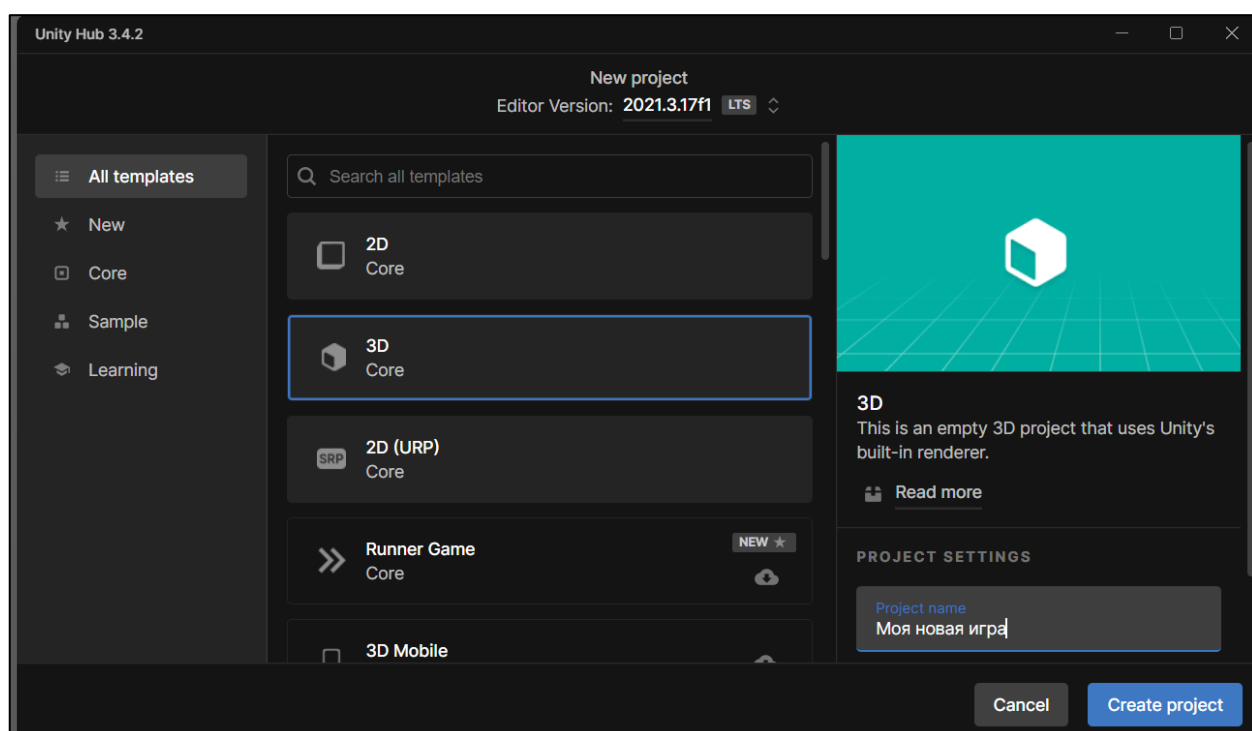 Unity Hub 3.4.2
New project
Editor Version: 2021.3.17f1 LTS
All templates
New
Core
Sample
Learning
Search all templates
2D
Core
3D
Core
SRP
2D (URP)
Core
Runner Game
Core
NEW
3D Mobile
3D
This is an empty 3D project that uses Unity's
built-in renderer.
Read more
PROJECT SETTINGS
Project name
Моя новая игра
Cancel
Create project